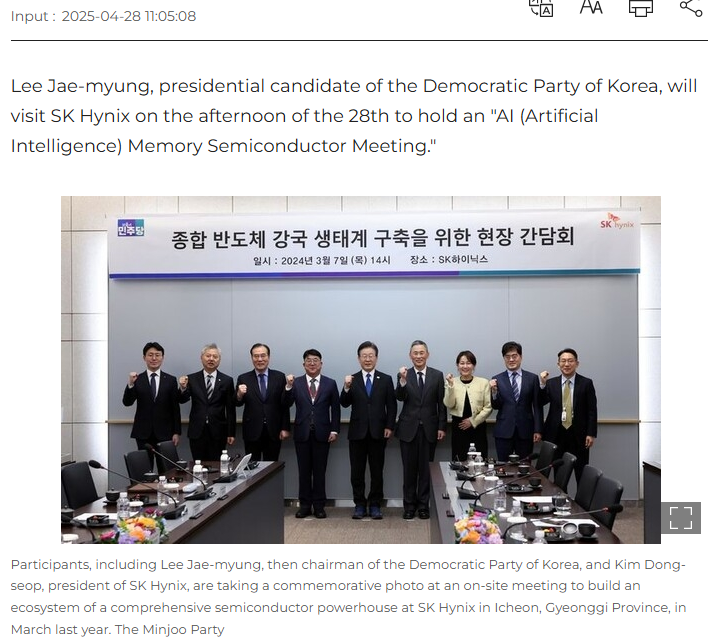 Input : 2025-04-28 11:05:08
Lee Jae-myung, presidential candidate of the Democratic Party of Korea, will
visit SK Hynix on the afternoon of the 28th to hold an "AI (Artificial
Intelligence) Memory Semiconductor Meeting."
민주당
SK hynix
종합 반도체 강국 생태계 구축을 위한 현장 간담회
일시 : 2024년 3월 7일 (목) 14시 장소 : SK하이닉스
Participants, including Lee Jae-myung, then chairman of the Democratic Party of Korea, and Kim Dong-
seop, president of SK Hynix, are taking a commemorative photo at an on-site meeting to build an
ecosystem of a comprehensive semiconductor powerhouse at SK Hynix in Icheon, Gyeonggi Province, in
March last year. The Minjoo Party